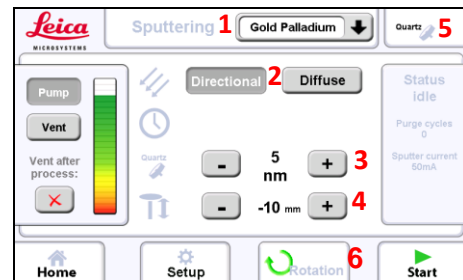 Leica
MICROSYSTEMS
Sputtering 1 Gold Palladium
Quartz 5
Pump
Directional 2 Diffuse
Status
idle
Vent
Purge cycles
0
Vent after
process:
Quartz
- 5 nm + 3
Sputter current
60mA
- -10 mm + 4
Home
Setup
Rotation 6
Start